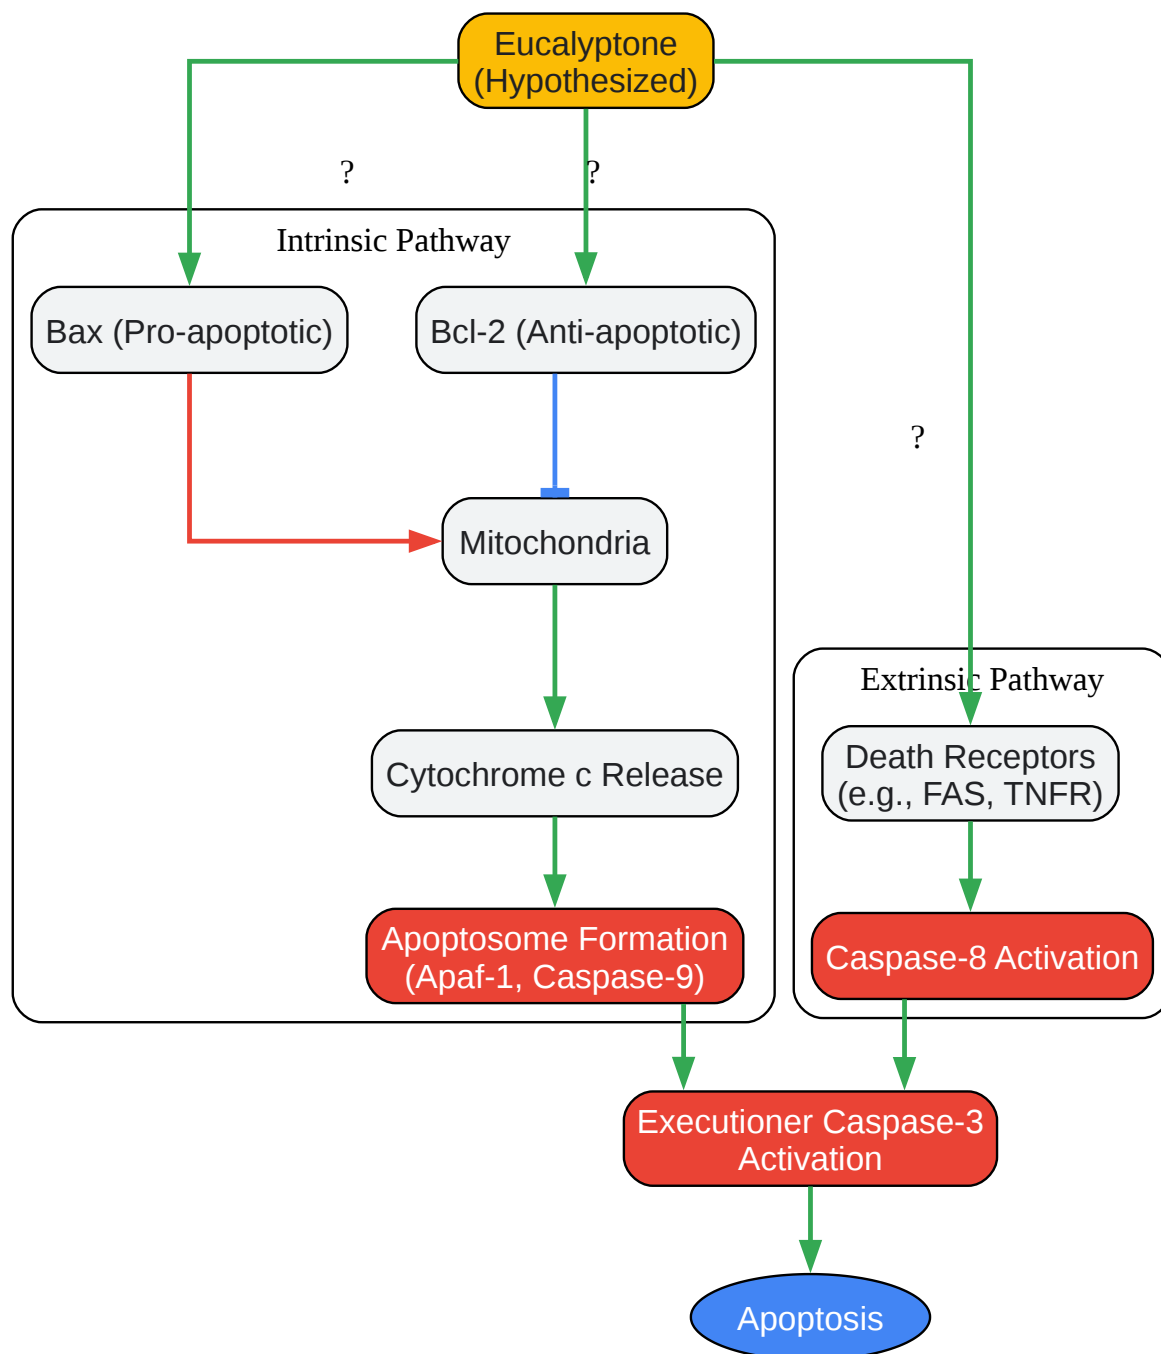 Eucalyptone
(Hypothesized)
?
?
Intrinsic Pathway
Bax (Pro-apoptotic)
Bcl-2 (Anti-apoptotic)
?
Mitochondria
Extrinsic Pathway
Death Receptors
(e.g., FAS, TNFR)
Cytochrome c Release
Apoptosome Formation
(Apaf-1, Caspase-9)
Caspase-8 Activation
Executioner Caspase-3
Activation
Apoptosis